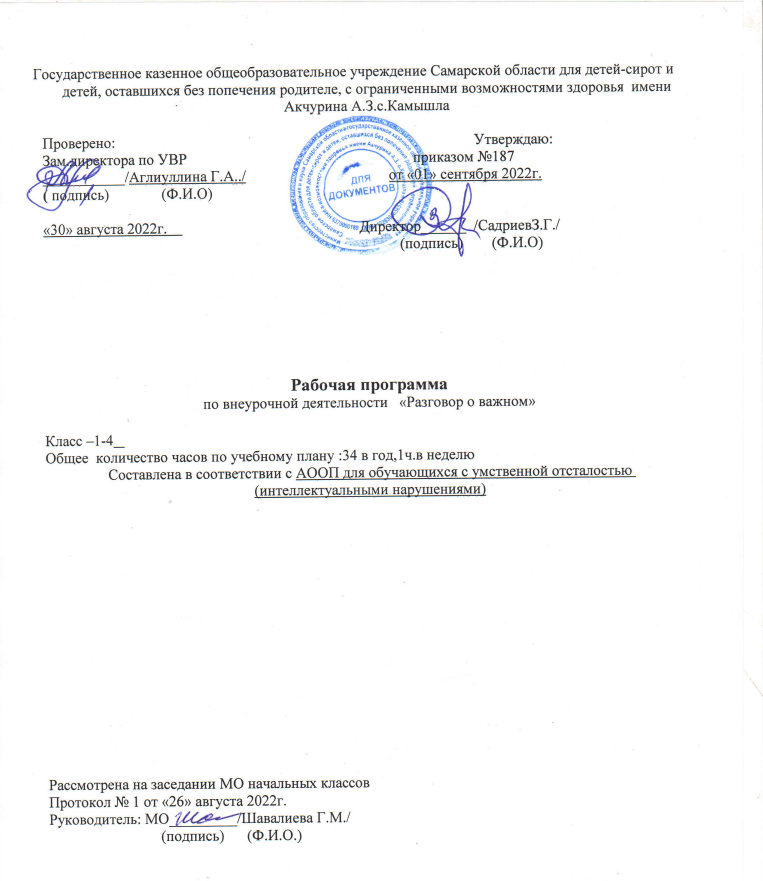 Государственное казенное общеобразовательное учреждение Самарской области для детей-сирот и
детей, оставшихся без попечения родителе, с ограниченными возможностями здоровья имени
Акчурина А.З.с.Камышла
Проверено:
Утверждаю:
Зам.директора по УВР
приказом №187
/Аглиуллина Г.А../
от «01» сентября 2022г.
( подпись) (Ф.И.О)
ДЛЯ
ДОКУМЕНТОВ
«30» августа 2022г.
Директор /СадриевЗ.Г./
(подпись) (Ф.И.О)
Рабочая программа
по внеурочной деятельности «Разговор о важном»
Класс –1-4_
Общее количество часов по учебному плану :34 в год,1ч.в неделю
Составлена в соответствии с АООП для обучающихся с умственной отсталостью
(интеллектуальными нарушениями)
Рассмотрена на заседании МО начальных классов
Протокол № 1 от «26» августа 2022г.
Руководитель: МО /Шавалиева Г.М./
(подпись) (Ф.И.О.)